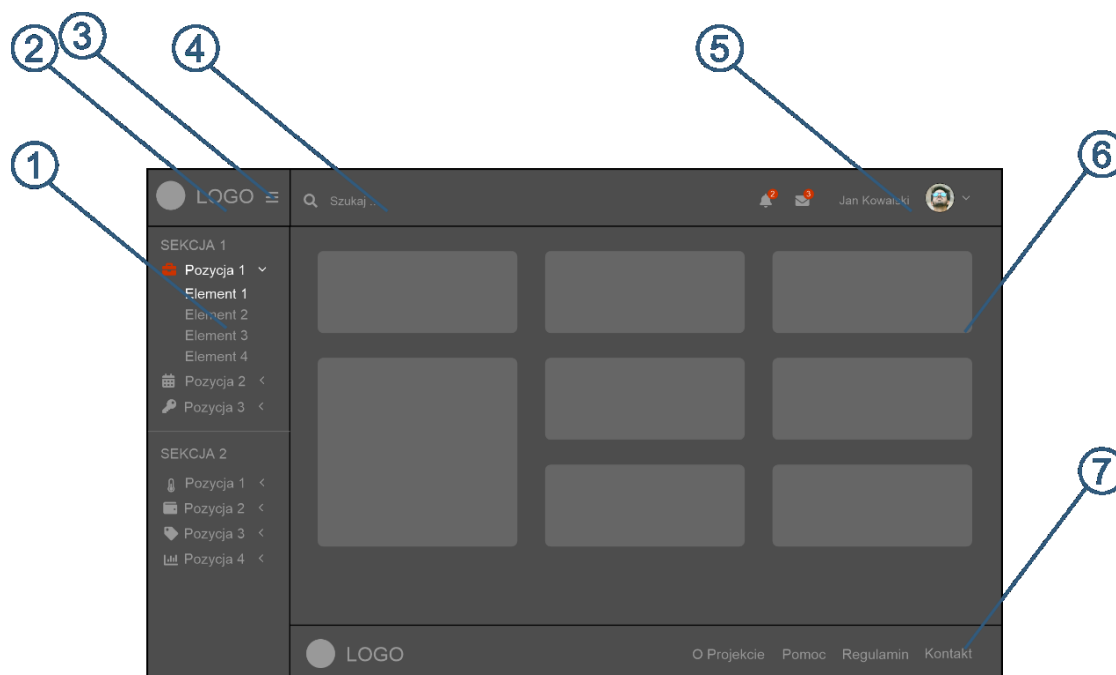 3
2
4
5
6
1
LOGO
Szukaj ...
2
3
Jan Kowalski
SEKCJA 1
Pozycja 1
Element 1
Element 2
Element 3
Element 4
Pozycja 2
Pozycja 3
SEKCJA 2
Pozycja 1
Pozycja 2
Pozycja 3
Pozycja 4
7
LOGO
O Projekcie Pomoc Regulamin Kontakt